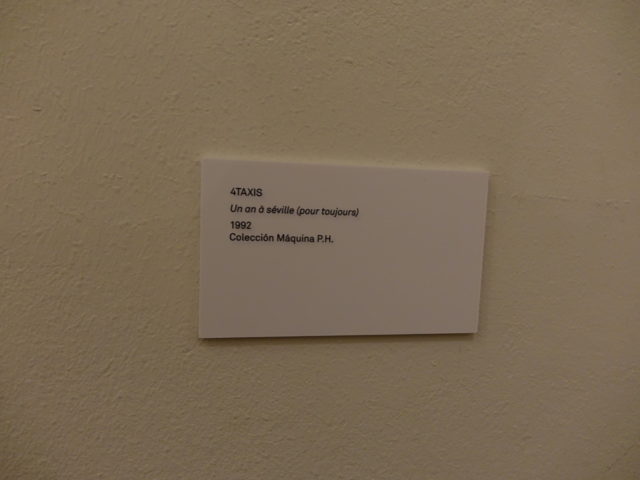 4TAXIS
Un an à séville (pour toujours)
1992
Colección Máquina P.H.